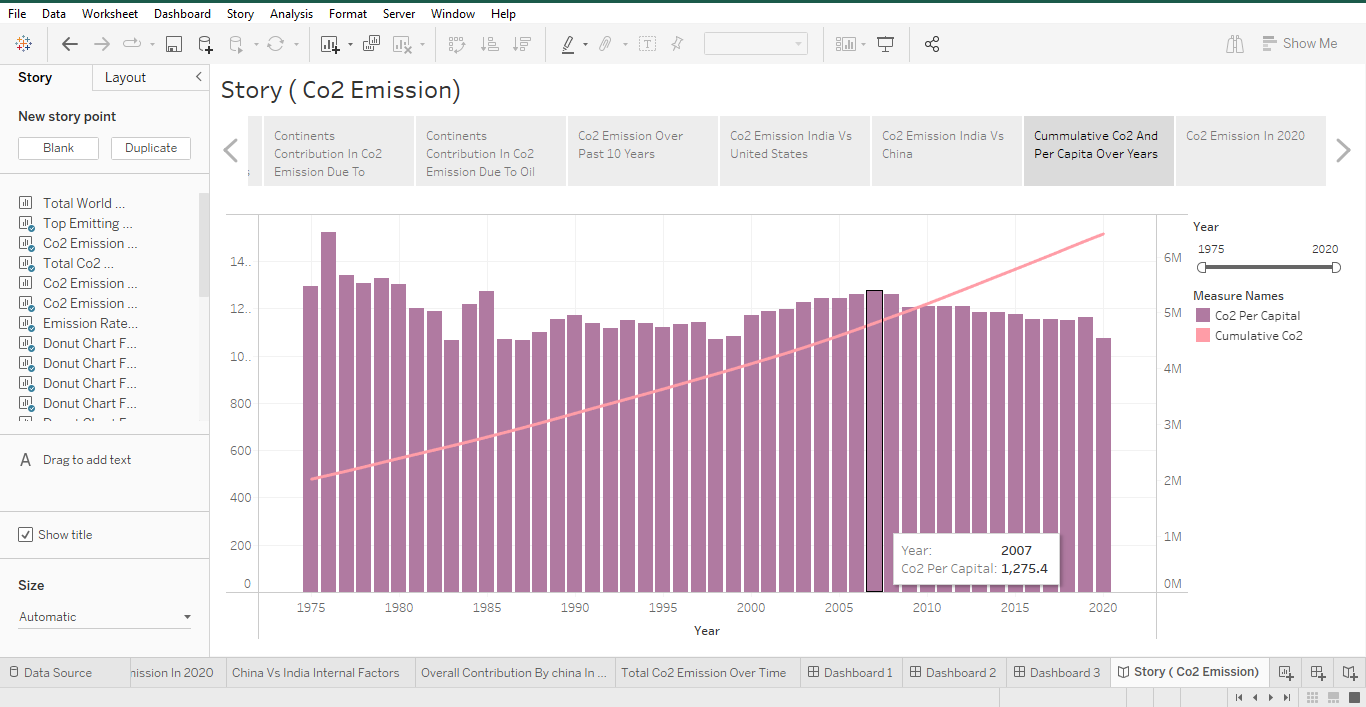 File Data Worksheet Dashboard Story Analysis Format Server Window Help
Show Me
Story Layout
New story point
Blank Duplicate
Total World ...
Top Emitting ...
Co2 Emission ...
Total Co2 ...
Co2 Emission ...
Co2 Emission ...
Emission Rate...
Donut Chart F...
Donut Chart F...
Donut Chart F...
Donut Chart F...
A Drag to add text
Show title
Size
Automatic
Story ( Co2 Emission)
Continents
Contribution In Co2
Emission Due To
Continents
Contribution In Co2
Emission Due To Oil
Co2 Emission Over
Past 10 Years
Co2 Emission India Vs
United States
Co2 Emission India Vs
China
Cummulative Co2 And
Per Capita Over Years
Co2 Emission In 2020
14..
12..
10..
800
600
400
200
0
6M
5M
4M
3M
2M
1M
0M
Year: 2007
Co2 Per Capital: 1,275.4
1975 1980 1985 1990 1995 2000 2005 2010 2015 2020
Year
Year
1975 2020
Measure Names
Co2 Per Capital
Cumulative Co2
Data Source nission In 2020 China Vs India Internal Factors Overall Contribution By china In ... Total Co2 Emission Over Time Dashboard 1 Dashboard 2 Dashboard 3 Story ( Co2 Emission)